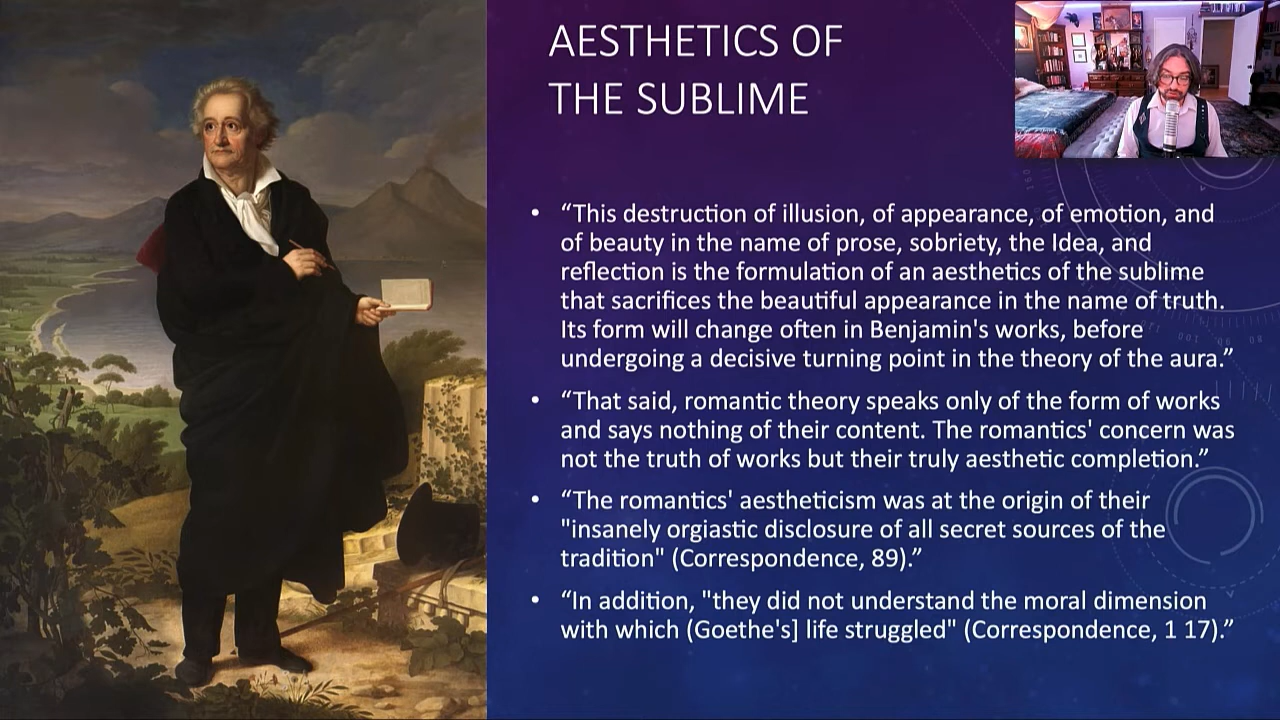 AESTHETICS OF
THE SUBLIME
• “This destruction of illusion, of appearance, of emotion, and
of beauty in the name of prose, sobriety, the Idea, and
reflection is the formulation of an aesthetics of the sublime
that sacrifices the beautiful appearance in the name of truth.
Its form will change often in Benjamin's works, before
undergoing a decisive turning point in the theory of the aura.”
• “That said, romantic theory speaks only of the form of works
and says nothing of their content. The romantics' concern was
not the truth of works but their truly aesthetic completion.”
• “The romantics' aestheticism was at the origin of their
"insanely orgiastic disclosure of all secret sources of the
tradition" (Correspondence, 89).”
• “In addition, "they did not understand the moral dimension
with which (Goethe's] life struggled" (Correspondence, 1 17).”